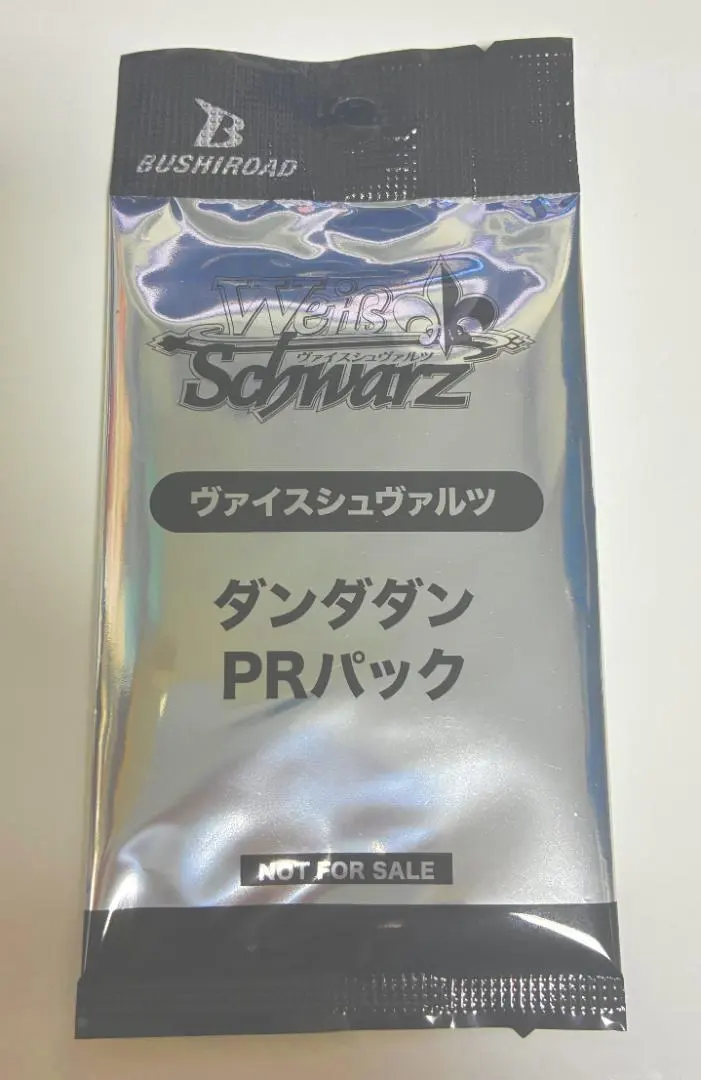 B
BUSHIROAD
Weiß
ヴァイスシュヴァルツ
Schwarz
ヴァイスシュヴァルツ
ダンダダン
PRパック
NOT FOR SALE